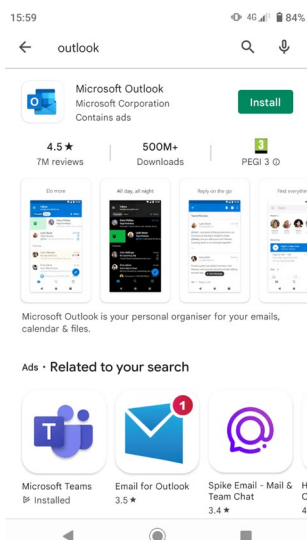 15:59
4G 84%
outlook
Microsoft Outlook
Microsoft Corporation
Contains ads
Install
4.5★
7M reviews
500M+
Downloads
3
PEGI 3
Do more
All day, all night
Reply on the go
Find everythin
Microsoft Outlook is your personal organiser for your emails, calendar & files.
Ads · Related to your search
T
1
Microsoft Teams
Installed
Email for Outlook
3.5★
Spike Email - Mail &
Team Chat
3.4★